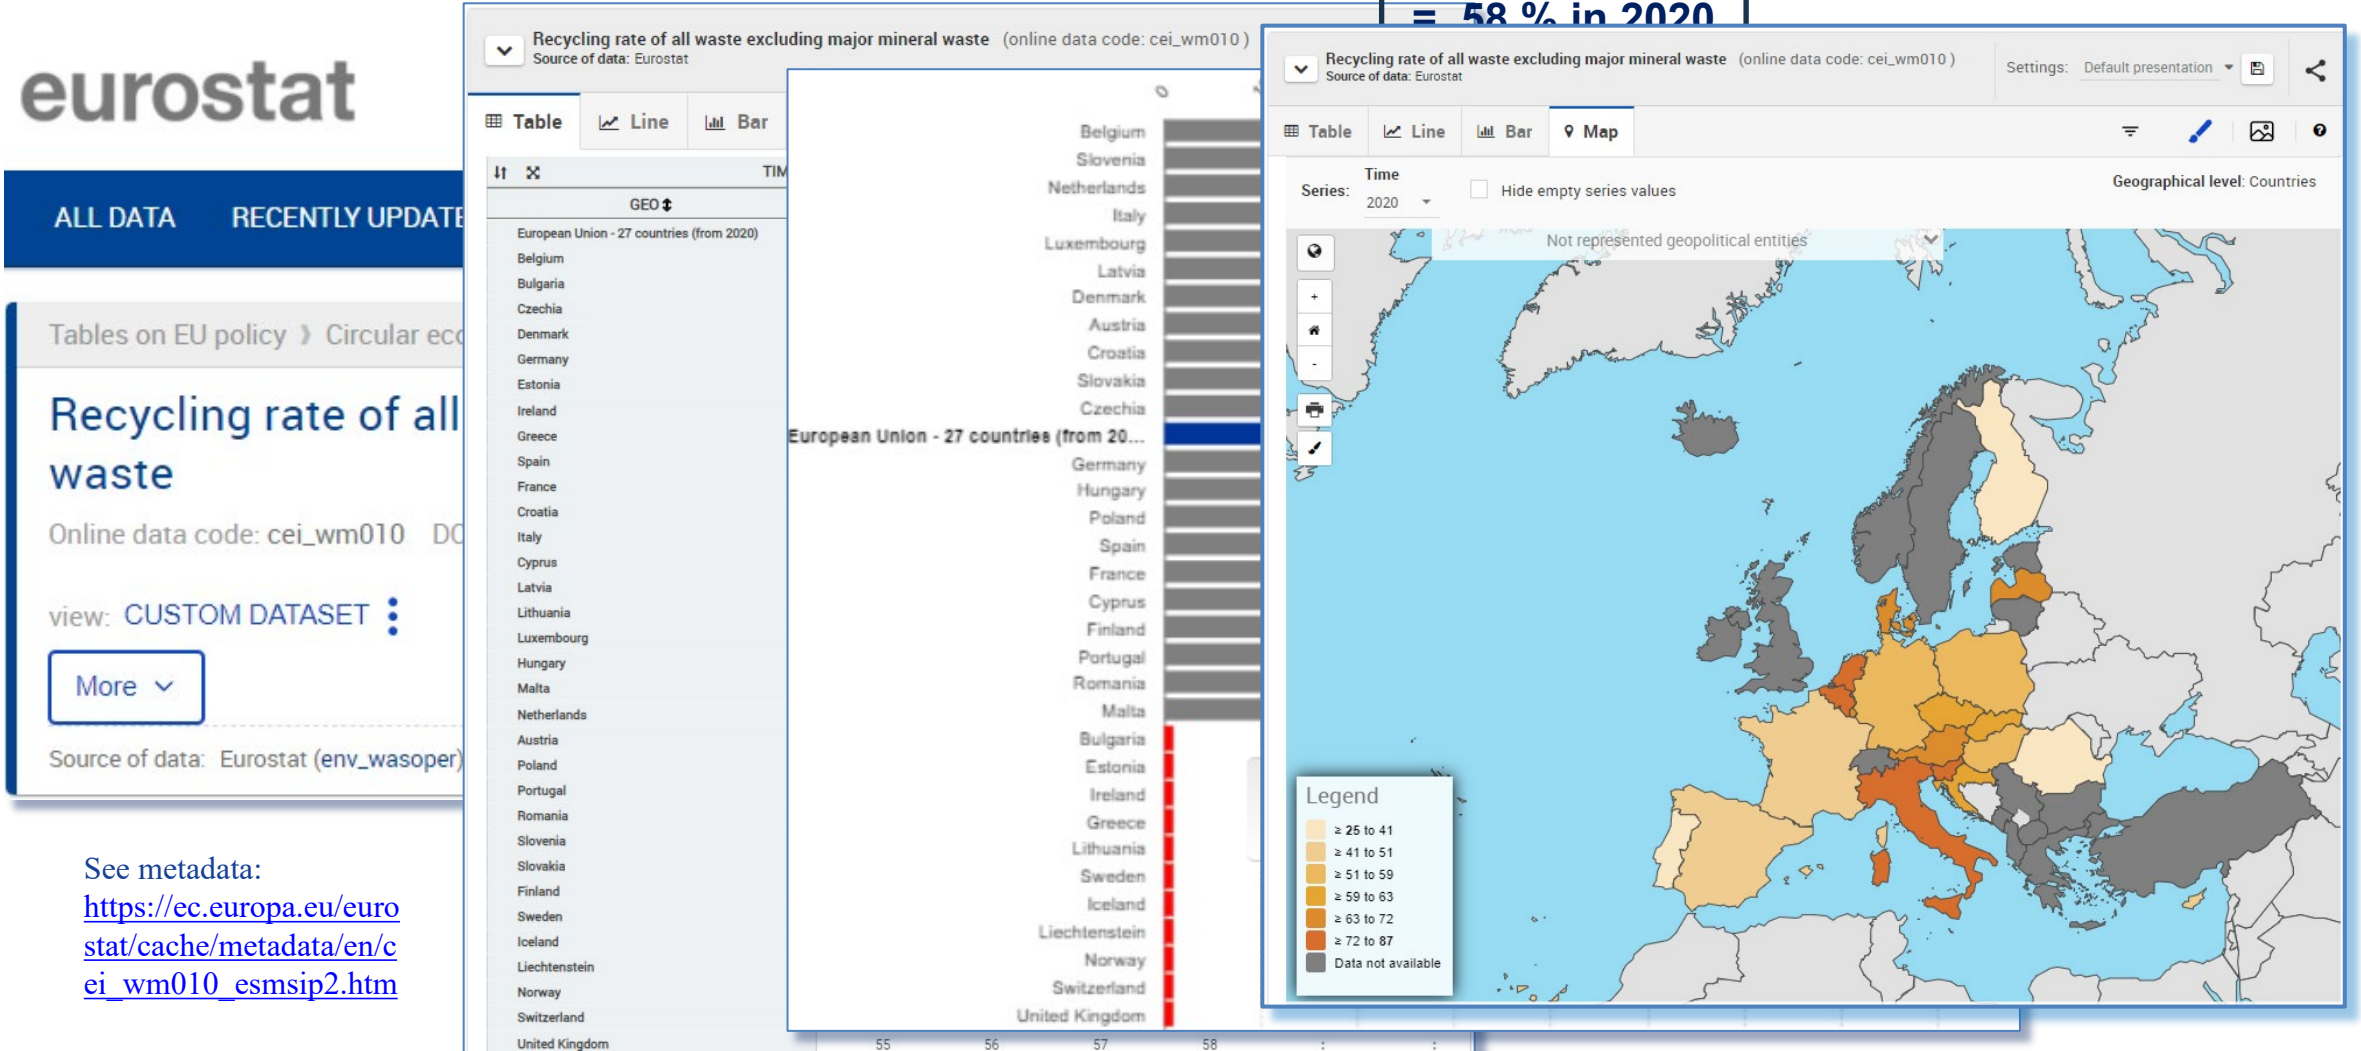 = 58 % in 2020
eurostat
ALL DATA RECENTLY UPDATE
Tables on EU policy Circular ec
Recycling rate of all
waste
Online data code: cei_wm010
view: CUSTOM DATASET
More
Source of data: Eurostat (env_wasoper)
See metadata:
https://ec.europa.eu/euro
stat/cache/metadata/en/c
ei_wm010_esmsip2.htm
Recycling rate of all waste excluding major mineral waste (online data code: cei_wm010 )
Source of data: Eurostat
Table Line Bar
TIM
GEO
European Union - 27 countries (from 2020)
Belgium
Bulgaria
Czechia
Denmark
Germany
Estonia
Ireland
Greece
Spain
France
Croatia
Italy
Cyprus
Latvia
Lithuania
Luxembourg
Hungary
Malta
Netherlands
Austria
Poland
Portugal
Romania
Slovenia
Slovakia
Finland
Sweden
Iceland
Liechtenstein
Norway
Switzerland
United Kingdom 55 56 57 58 : :
0
Belgium
Slovenia
Netherlands
Italy
Luxembourg
Latvia
Denmark
Austria
Croatia
Slovakia
Czechia
European Union - 27 countries (from 20...
Germany
Hungary
Poland
Spain
France
Cyprus
Finland
Portugal
Romania
Malta
Bulgaria
Estonia
Ireland
Greece
Lithuania
Sweden
Iceland
Liechtenstein
Norway
Switzerland
United Kingdom
Recycling rate of all waste excluding major mineral waste (online data code: cei_wm010 )
Source of data: Eurostat
Settings: Default presentation
Table Line Bar Map
Series: Time
2020
Hide empty series values
Geographical level: Countries
Not represented geopolitical entities
+
-
Legend
≥ 25 to 41
≥ 41 to 51
≥ 51 to 59
≥ 59 to 63
≥ 63 to 72
≥ 72 to 87
Data not available